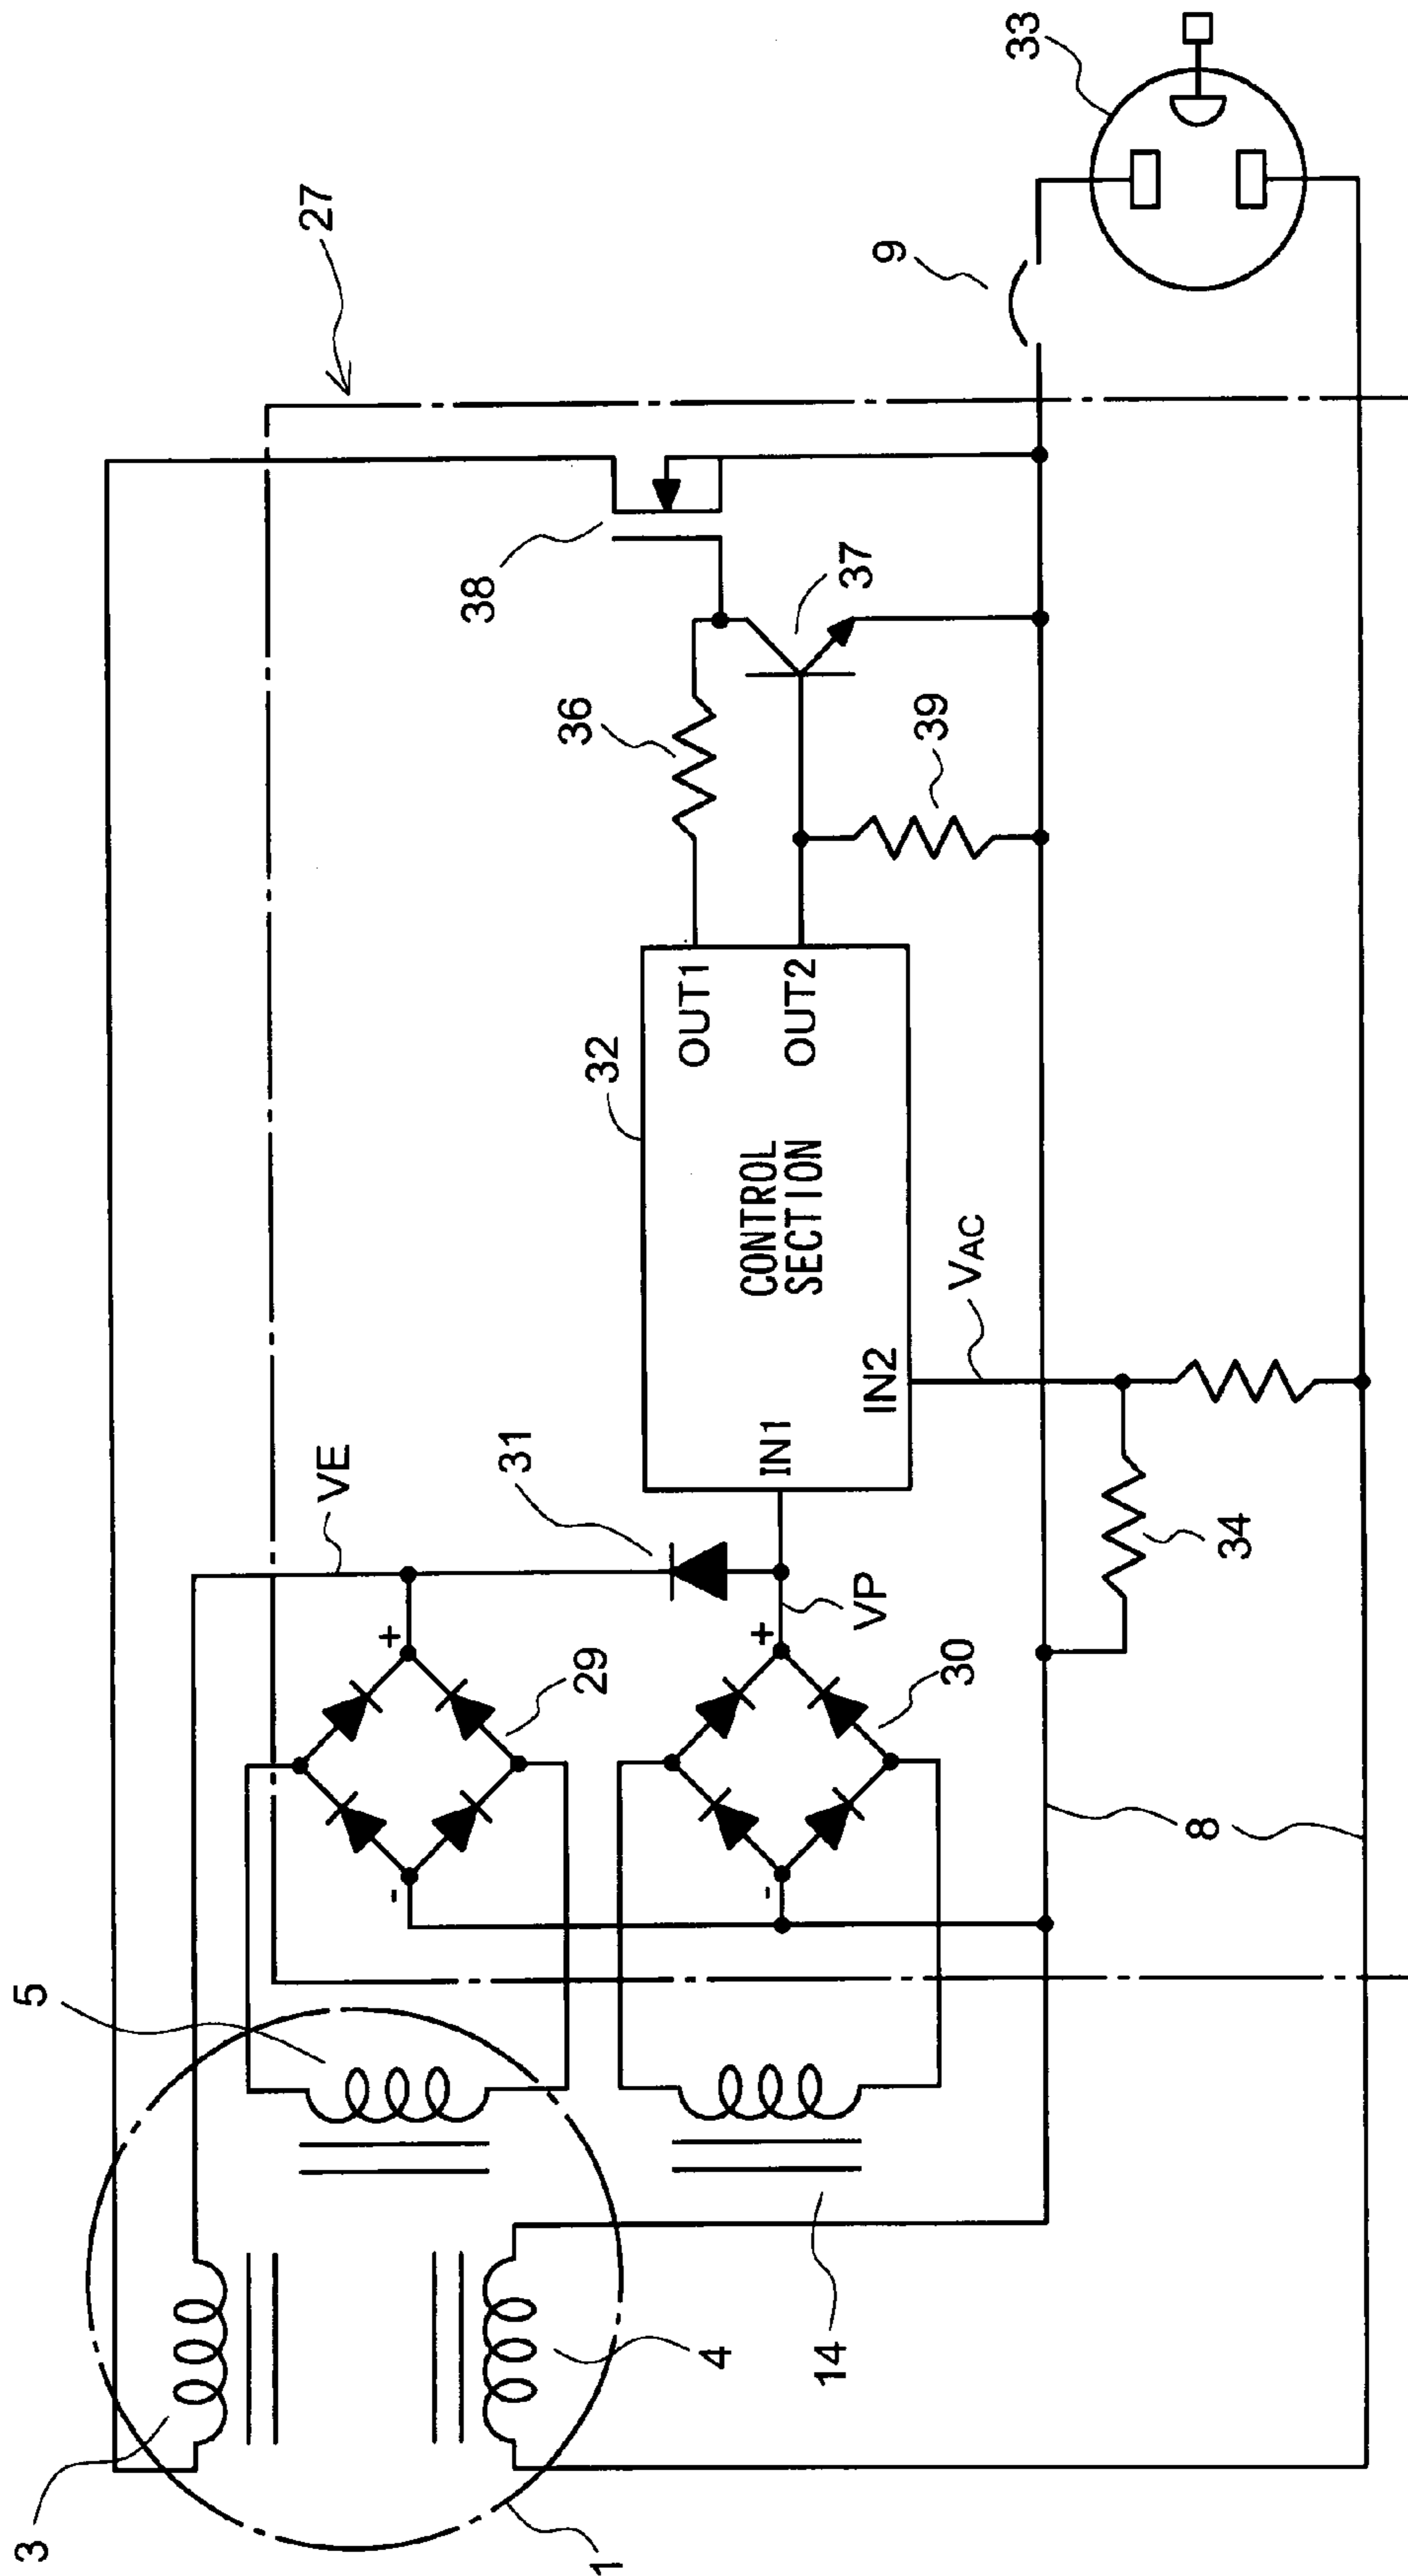 27
33
9
38
37
36
39
32
OUT1
OUT2
CONTROL
SECTION
IN1
IN2
VAC
VE
31
VP
34
+
29
-
+
30
-
8
5
3
4
14
1